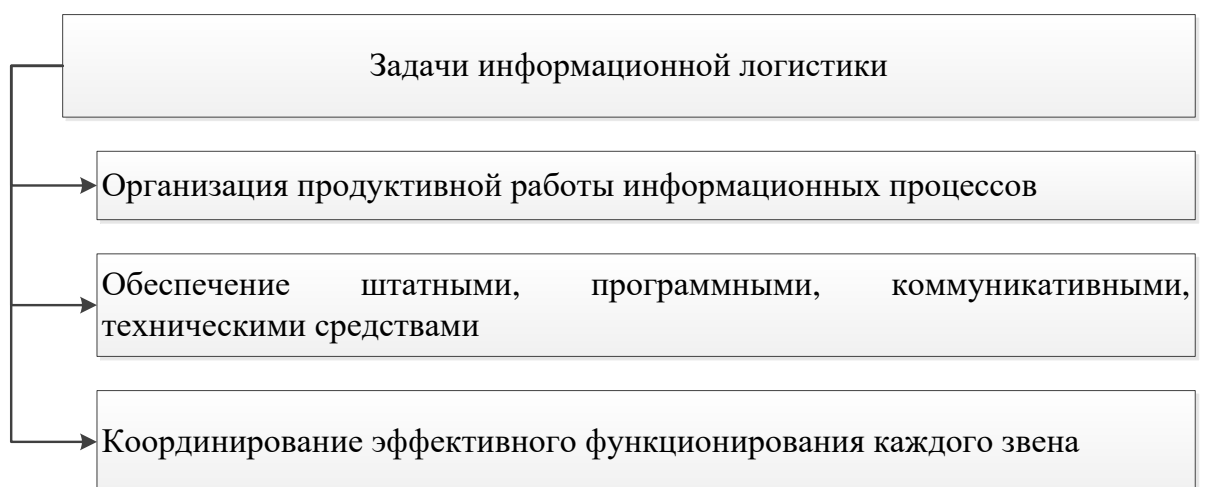 Задачи информационной логистики
Организация продуктивной работы информационных процессов
Обеспечение штатными, программными, коммуникативными,
техническими средствами
Координирование эффективного функционирования каждого звена